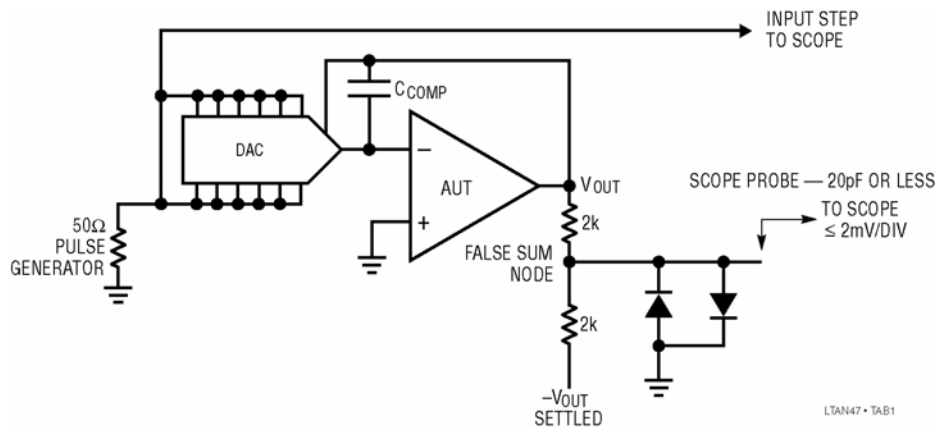 INPUT STEP
TO SCOPE
C COMP
DAC
−
AUT
+
VOUT
SCOPE PROBE — 20pF OR LESS
TO SCOPE
≤ 2mV/DIV
50Ω
PULSE
GENERATOR
2k
FALSE SUM
NODE
2k
–VOUT
SETTLED
LTAN47 • TAB1